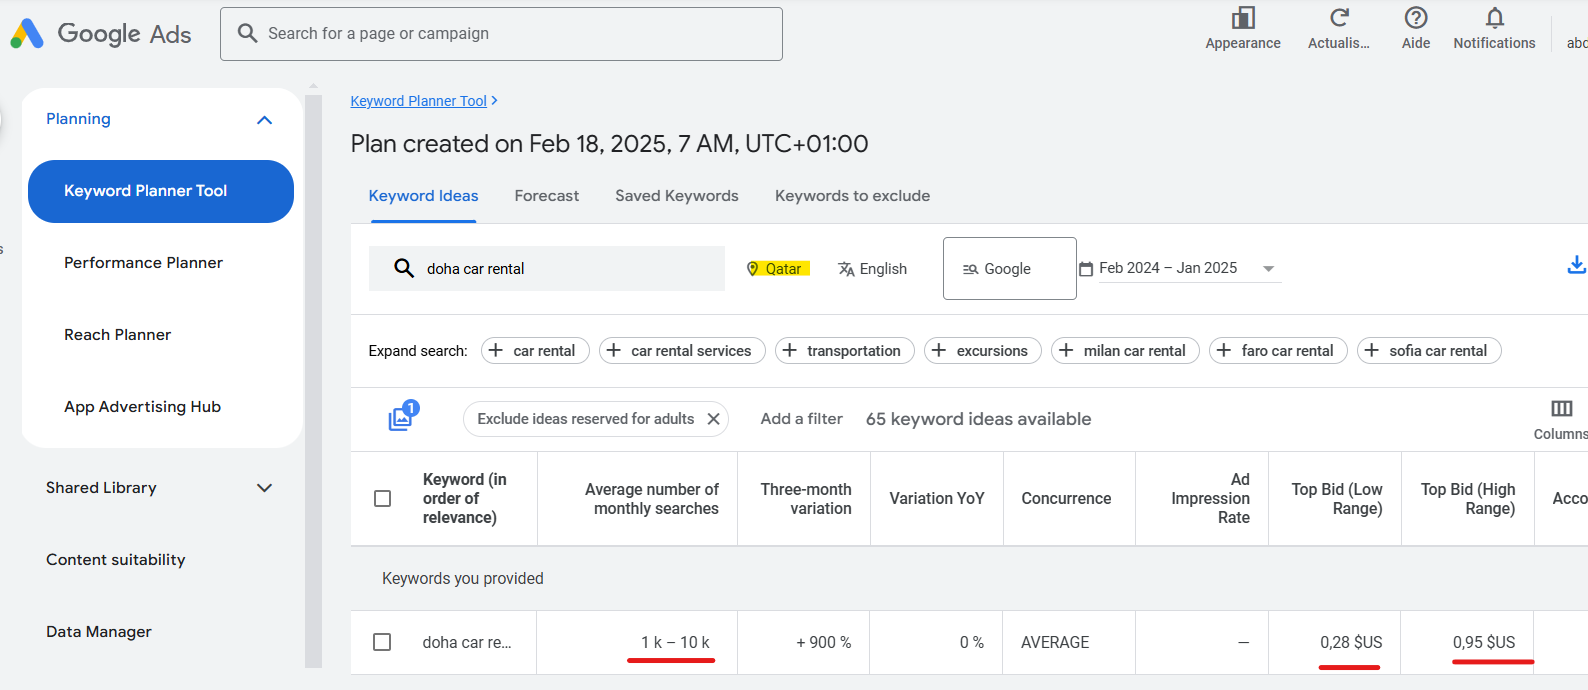 Google Ads
Search for a page or campaign
Appearance
Actualis...
Aide
Notifications
abd
Planning
Keyword Planner Tool
Performance Planner
Reach Planner
App Advertising Hub
Shared Library
Content suitability
Data Manager
s
Keyword Planner Tool
Plan created on Feb 18, 2025, 7 AM, UTC+01:00
Keyword Ideas
Forecast
Saved Keywords
Keywords to exclude
doha car rental
Qatar
English
Google
Feb 2024 – Jan 2025
Expand search:
car rental
car rental services
transportation
excursions
milan car rental
faro car rental
sofia car rental
1
Exclude ideas reserved for adults
Add a filter
65 keyword ideas available
Columns
Keyword (in
order of
relevance)
Average number of
monthly searches
Three-month
variation
Variation YoY
Concurrence
Ad
Impression
Rate
Top Bid (Low
Range)
Top Bid (High
Range)
Acco
Keywords you provided
doha car re...
1 k – 10 k
+ 900 %
0 %
AVERAGE
—
0,28 $US
0,95 $US